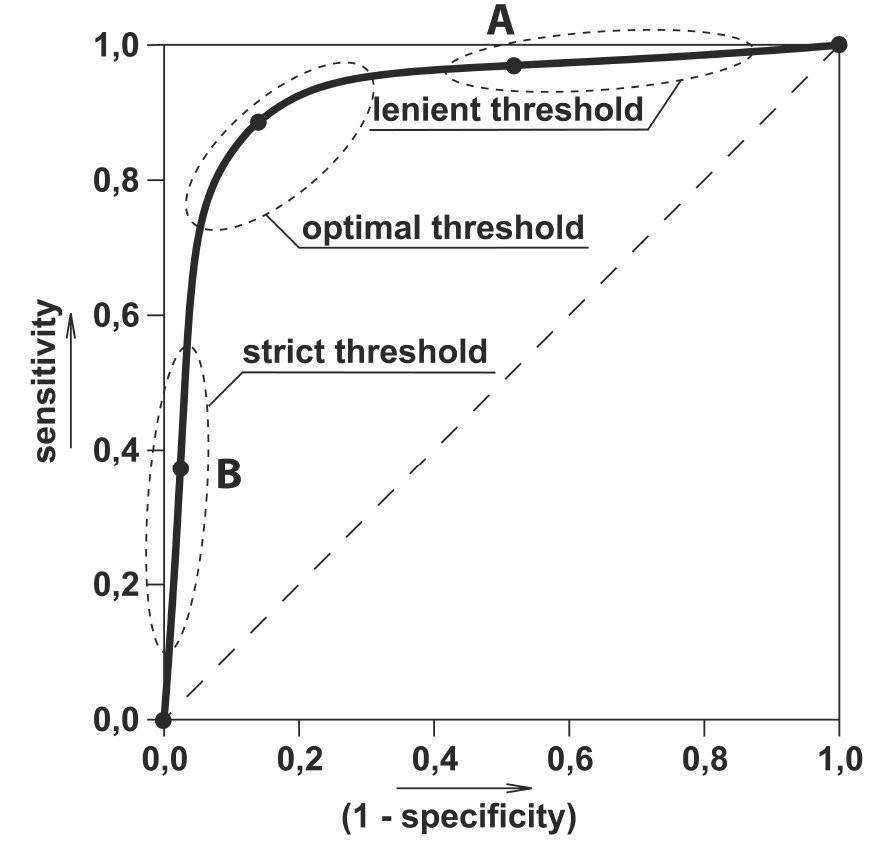 A
1,0
lenient threshold
0,8
optimal threshold
0,6
strict threshold
sensitivity
0,4
B
0,2
0,0
0,0 0,2 0,4 0,6 0,8 1,0
(1 - specificity)